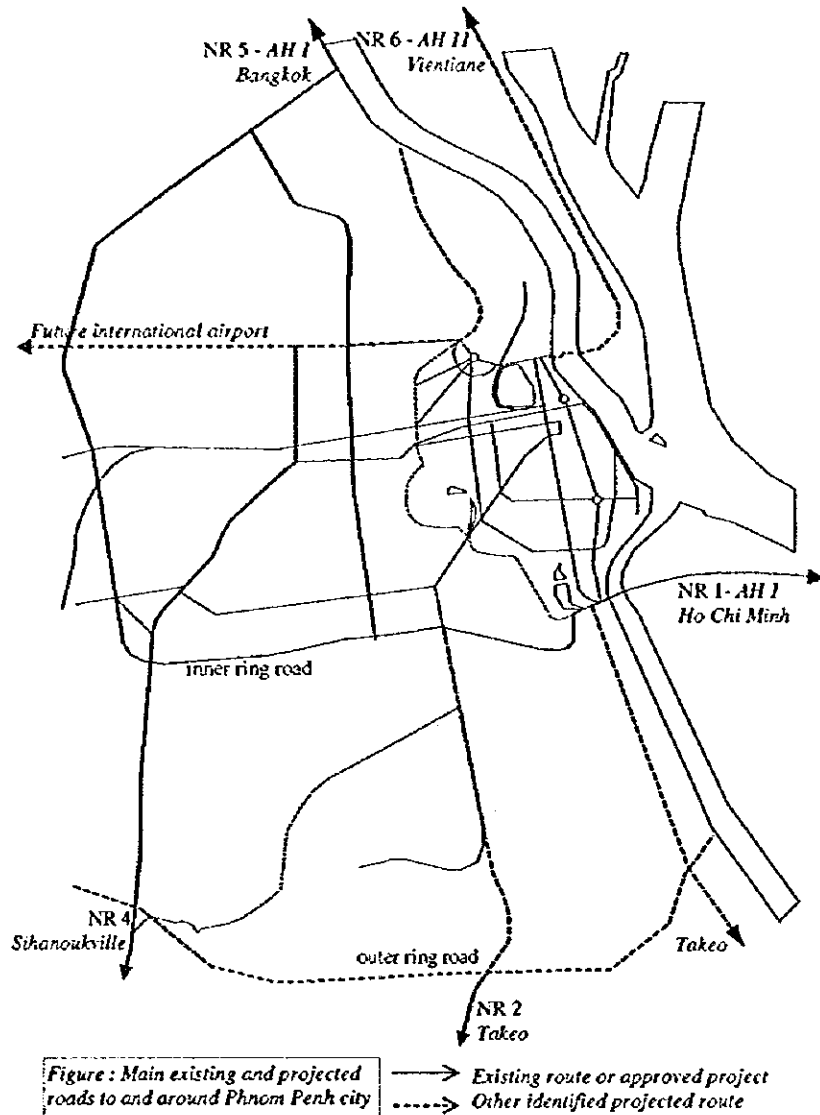 NR 5 - AH 1
Bangkok
NR 6 - AH 11
Vientiane
Future international airport
NR 1 - AH 1
Ho Chi Minh
inner ring road
NR 4
Sihanoukville
outer ring road
Takeo
NR 2
Takeo
Figure : Main existing and projected
roads to and around Phnom Penh city
Existing route or approved project
Other identified projected route